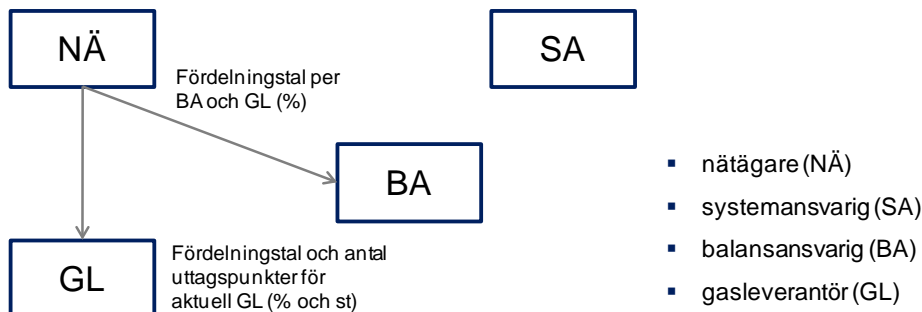 NÄ
SA
Fördelningstal per
BA och GL (%)
BA
GL
Fördelningstal och antal
uttagspunkter för
aktuell GL (% och st)
▪ nätägare (NÄ)
▪ systemansvarig (SA)
▪ balansansvarig (BA)
▪ gasleverantör (GL)